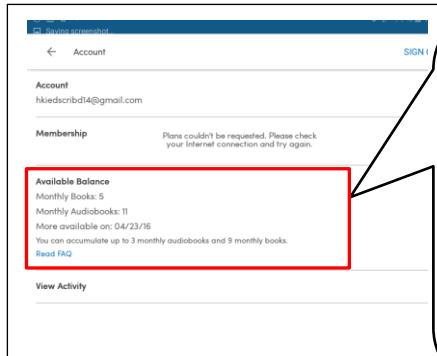 Saving screenshot...
← Account
Account
hkiedscribd14@gmail.com
Membership
Plans couldn't be requested. Please check
your Internet connection and try again.
Available Balance
Monthly Books: 5
Monthly Audiobooks: 11
More available on: 04/23/16
You can accumulate up to 3 monthly audiobooks and 9 monthly books.
Read FAQ
View Activity